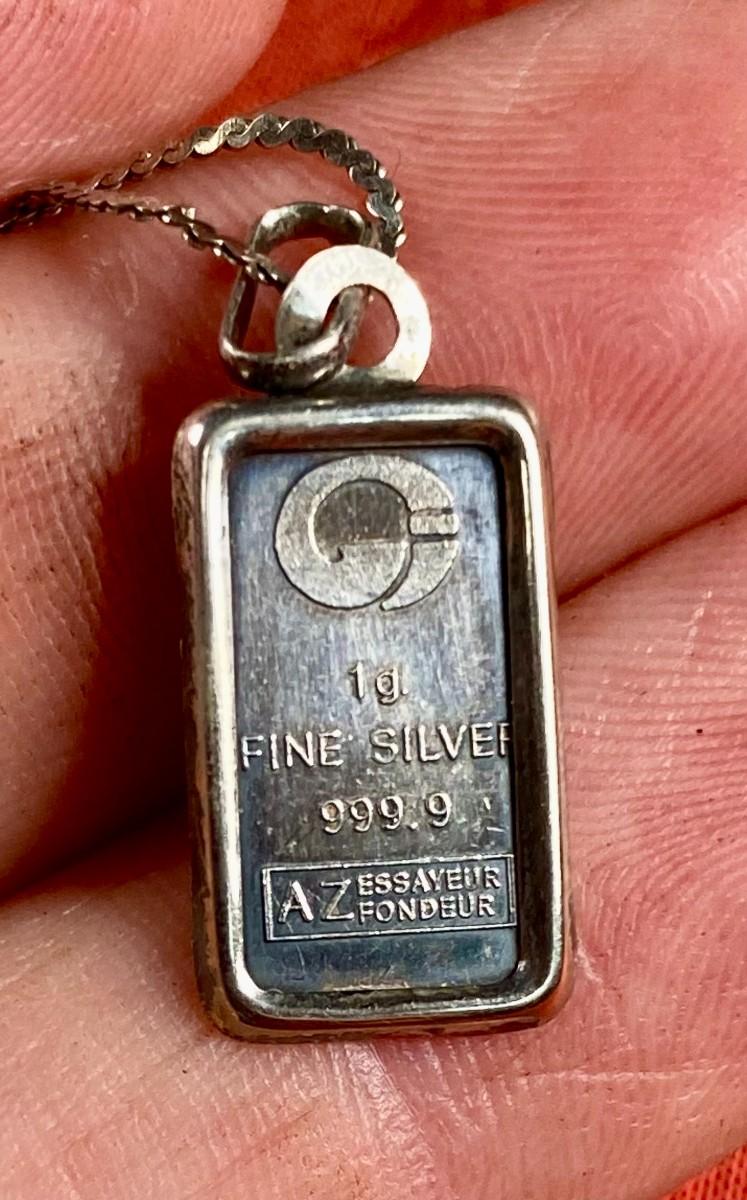 1g
FINE SILVER
999.9
AZ ESSAYEUR
FONDEUR